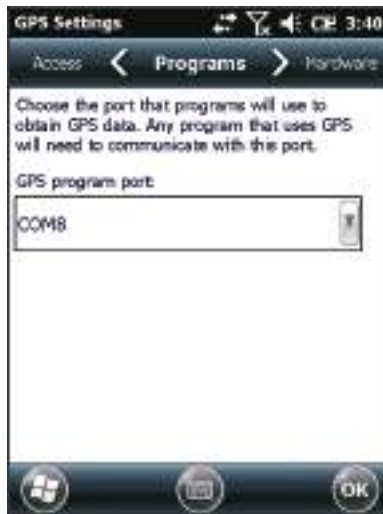 GPS Settings 3:40
Access Programs Hardware
Choose the port that programs will use to
obtain GPS data. Any program that uses GPS
will need to communicate with this port.
GPS program port:
COM8
OK